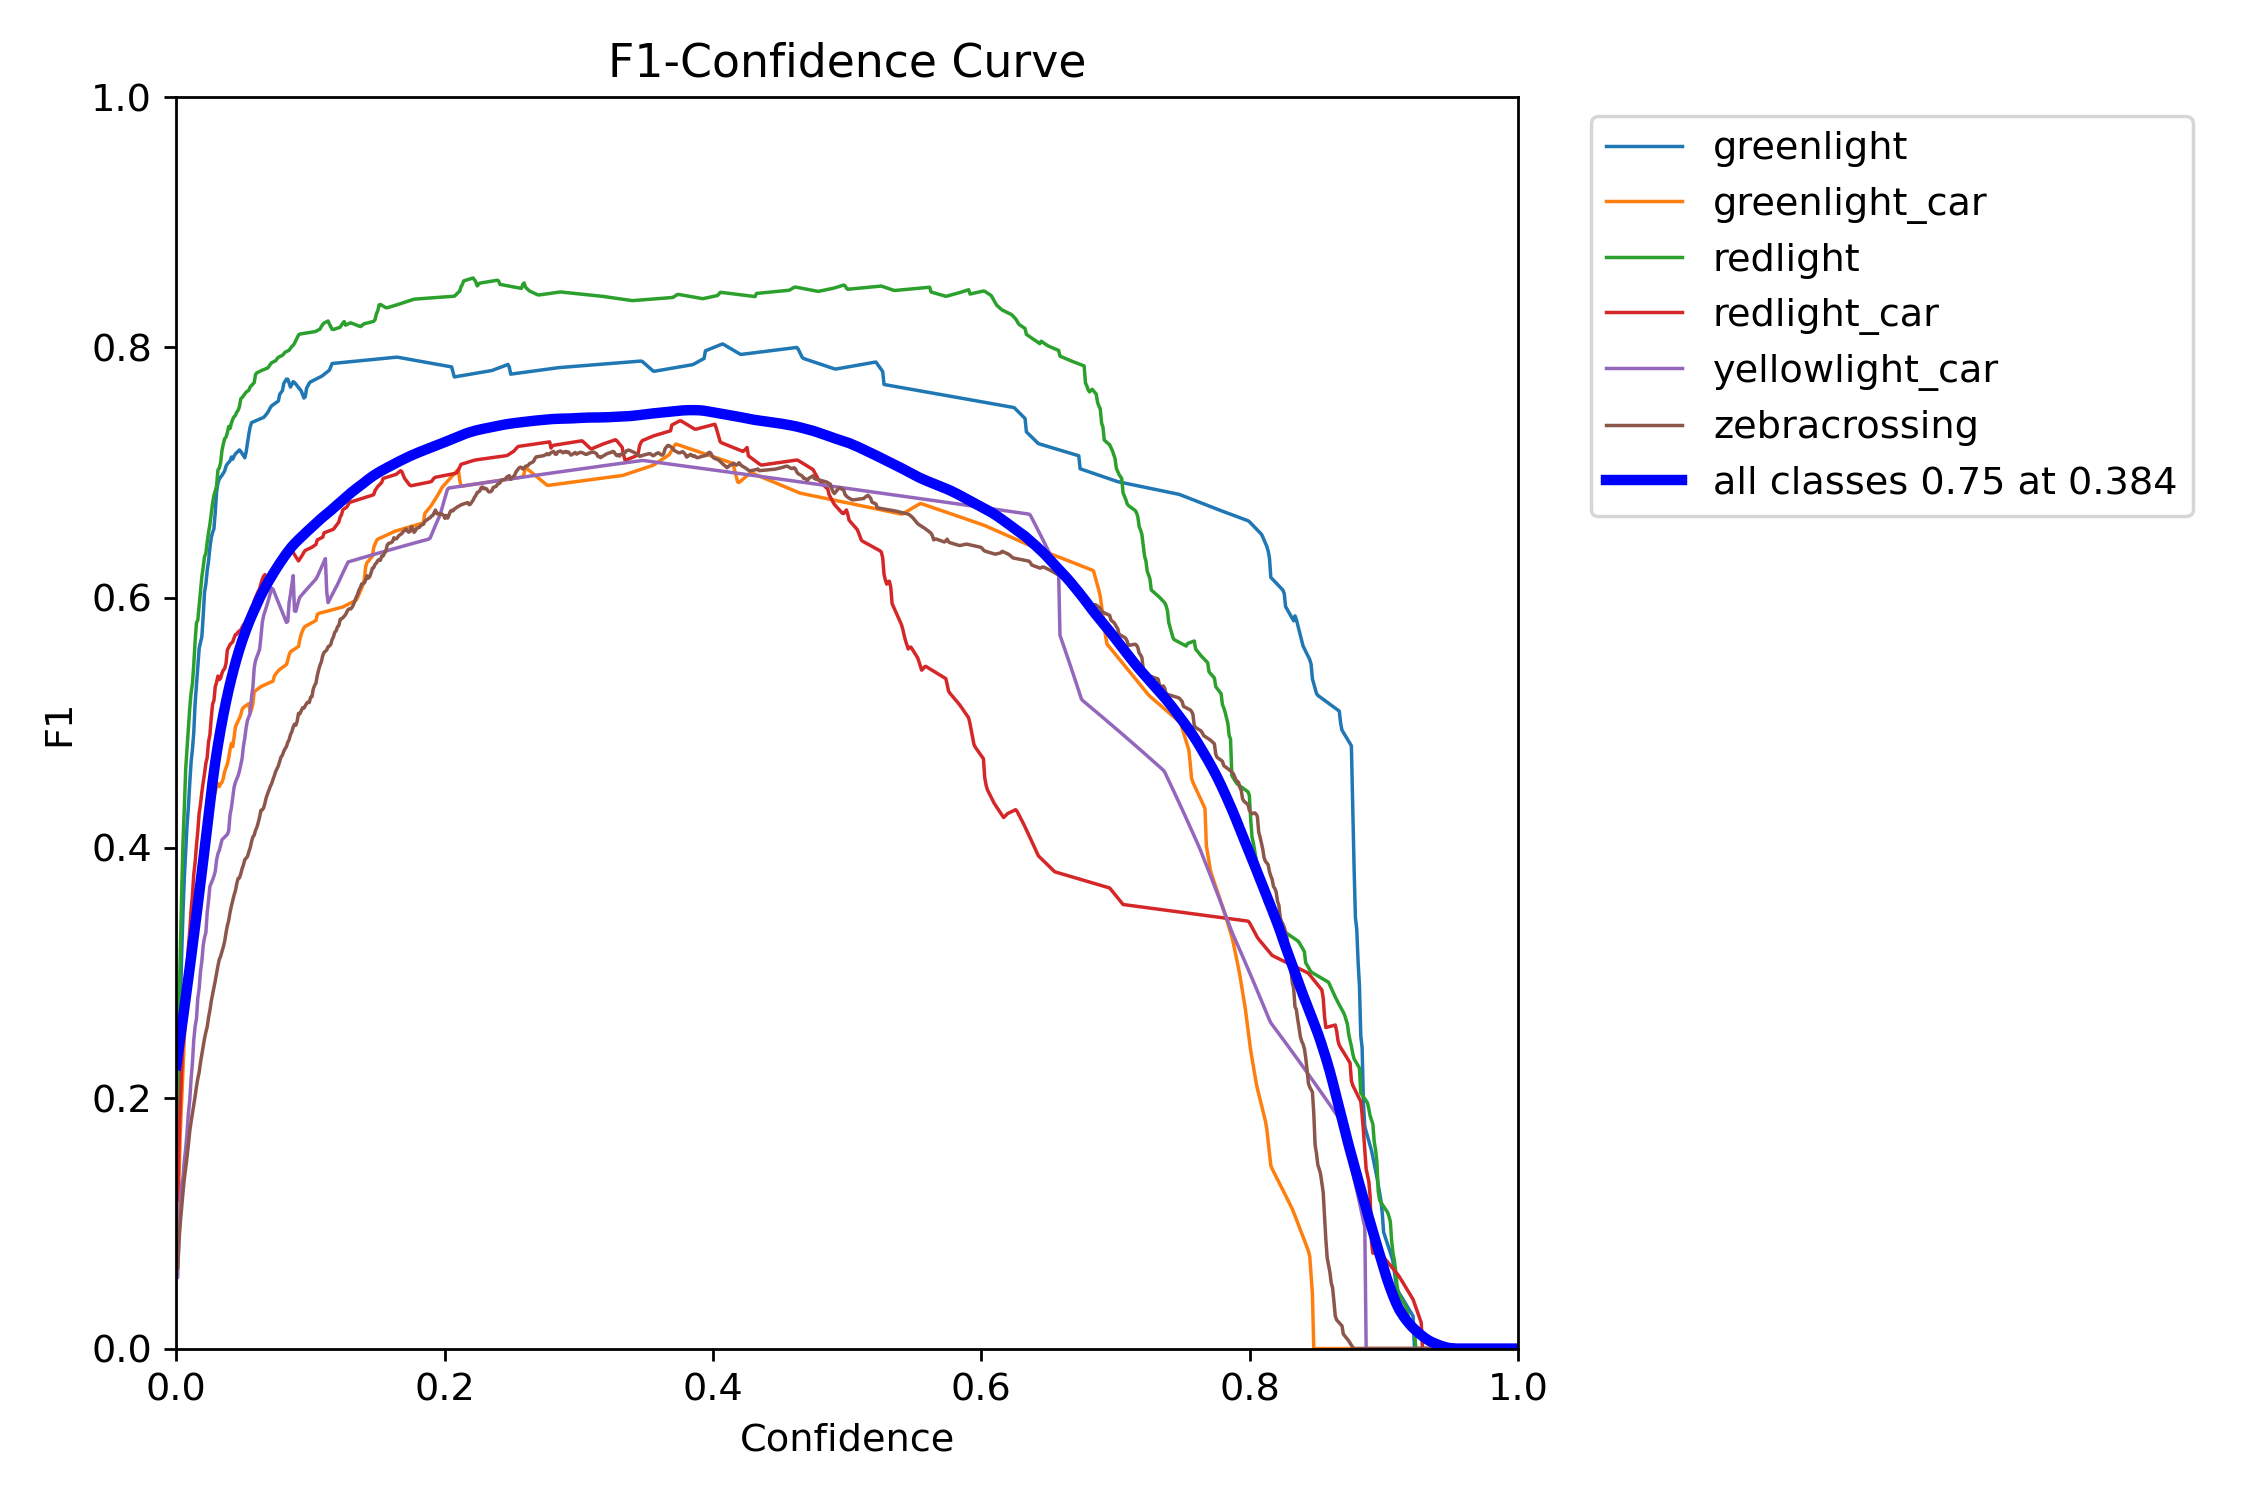 F1-Confidence Curve
1.0
0.8
0.6
0.4
0.2
0.0
F1
0.0 0.2 0.4 0.6 0.8 1.0
Confidence
greenlight
greenlight_car
redlight
redlight_car
yellowlight_car
zebracrossing
all classes 0.75 at 0.384